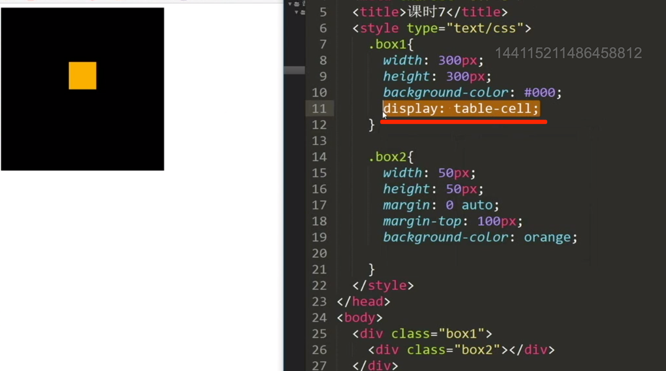 5 <title>课时7</title>
6 <style type="text/css">
7 .box1{
8 width: 300px;
9 height: 300px;
10 background-color: #000;
11 display: table-cell;
12 }
13
14 .box2{
15 width: 50px;
16 height: 50px;
17 margin: 0 auto;
18 margin-top: 100px;
19 background-color: orange;
20
21 }
22 </style>
23 </head>
24 <body>
25 <div class="box1">
26 <div class="box2"></div>
27 </div>
144115211486458812